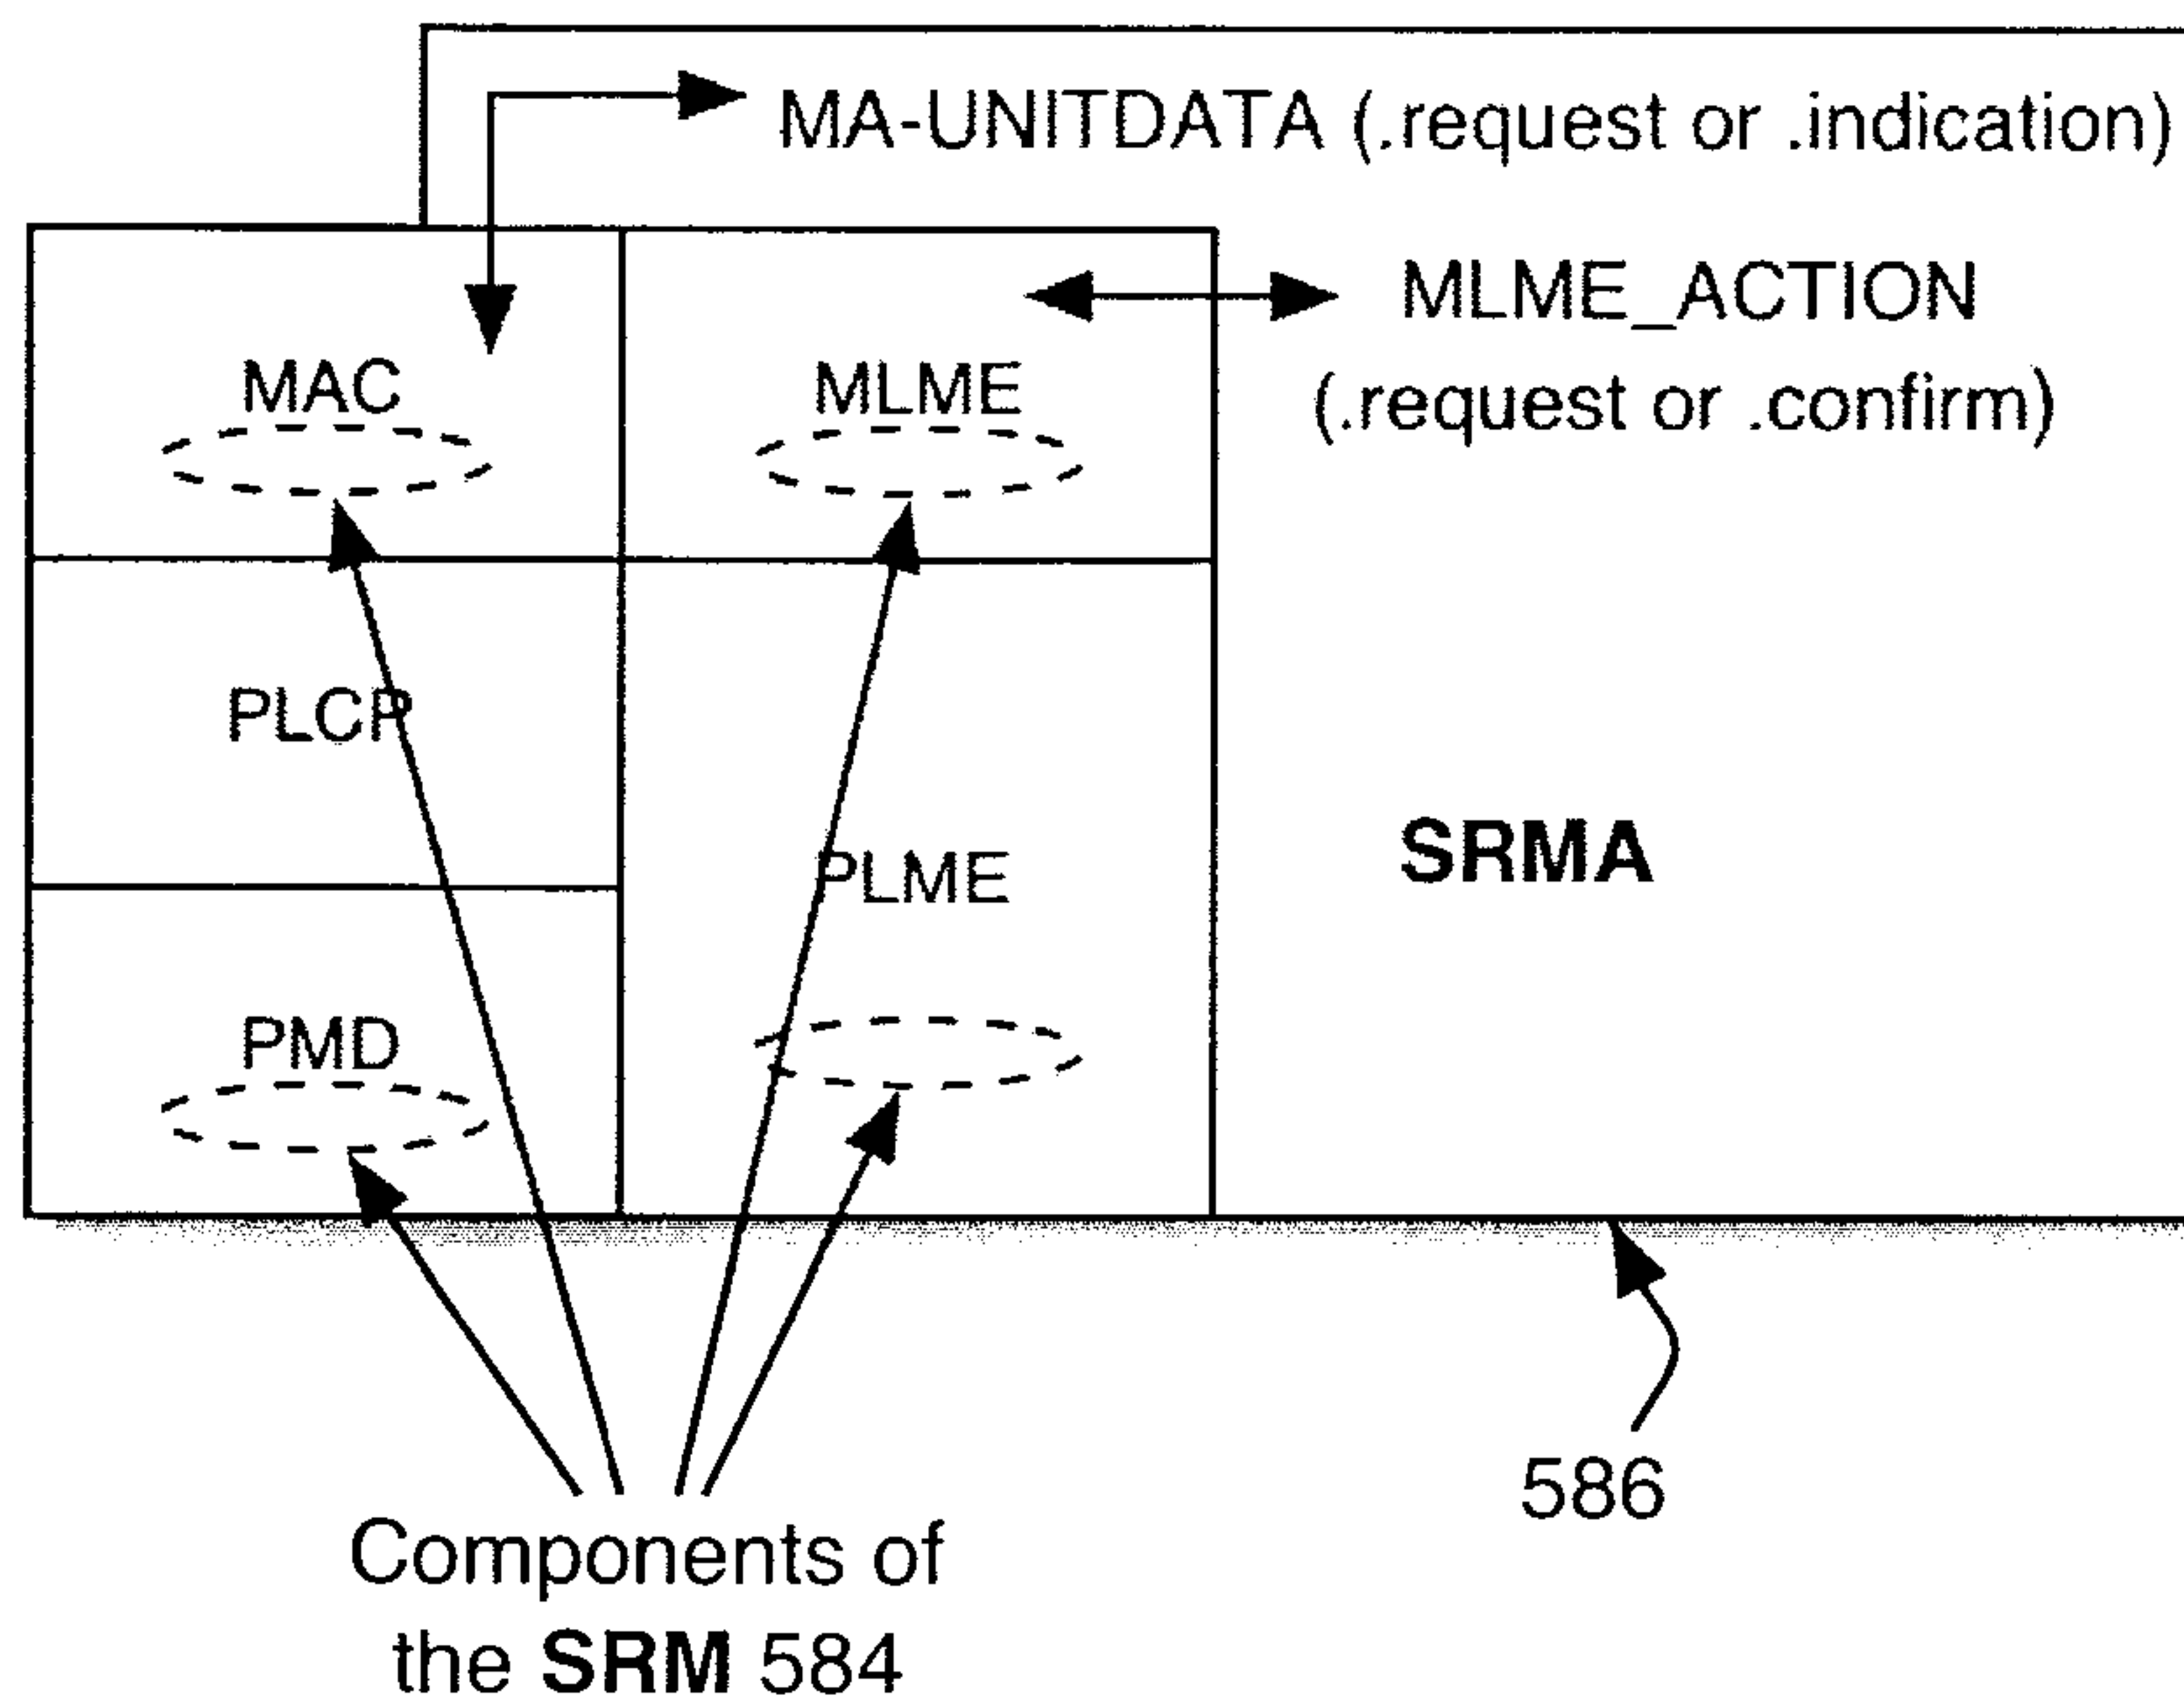 MA-UNITDATA (.request or .indication)
MLME_ACTION
(.request or .confirm)
MAC
MLME
PLCP
PLME
SRMA
PMD
586
Components of
the SRM 584